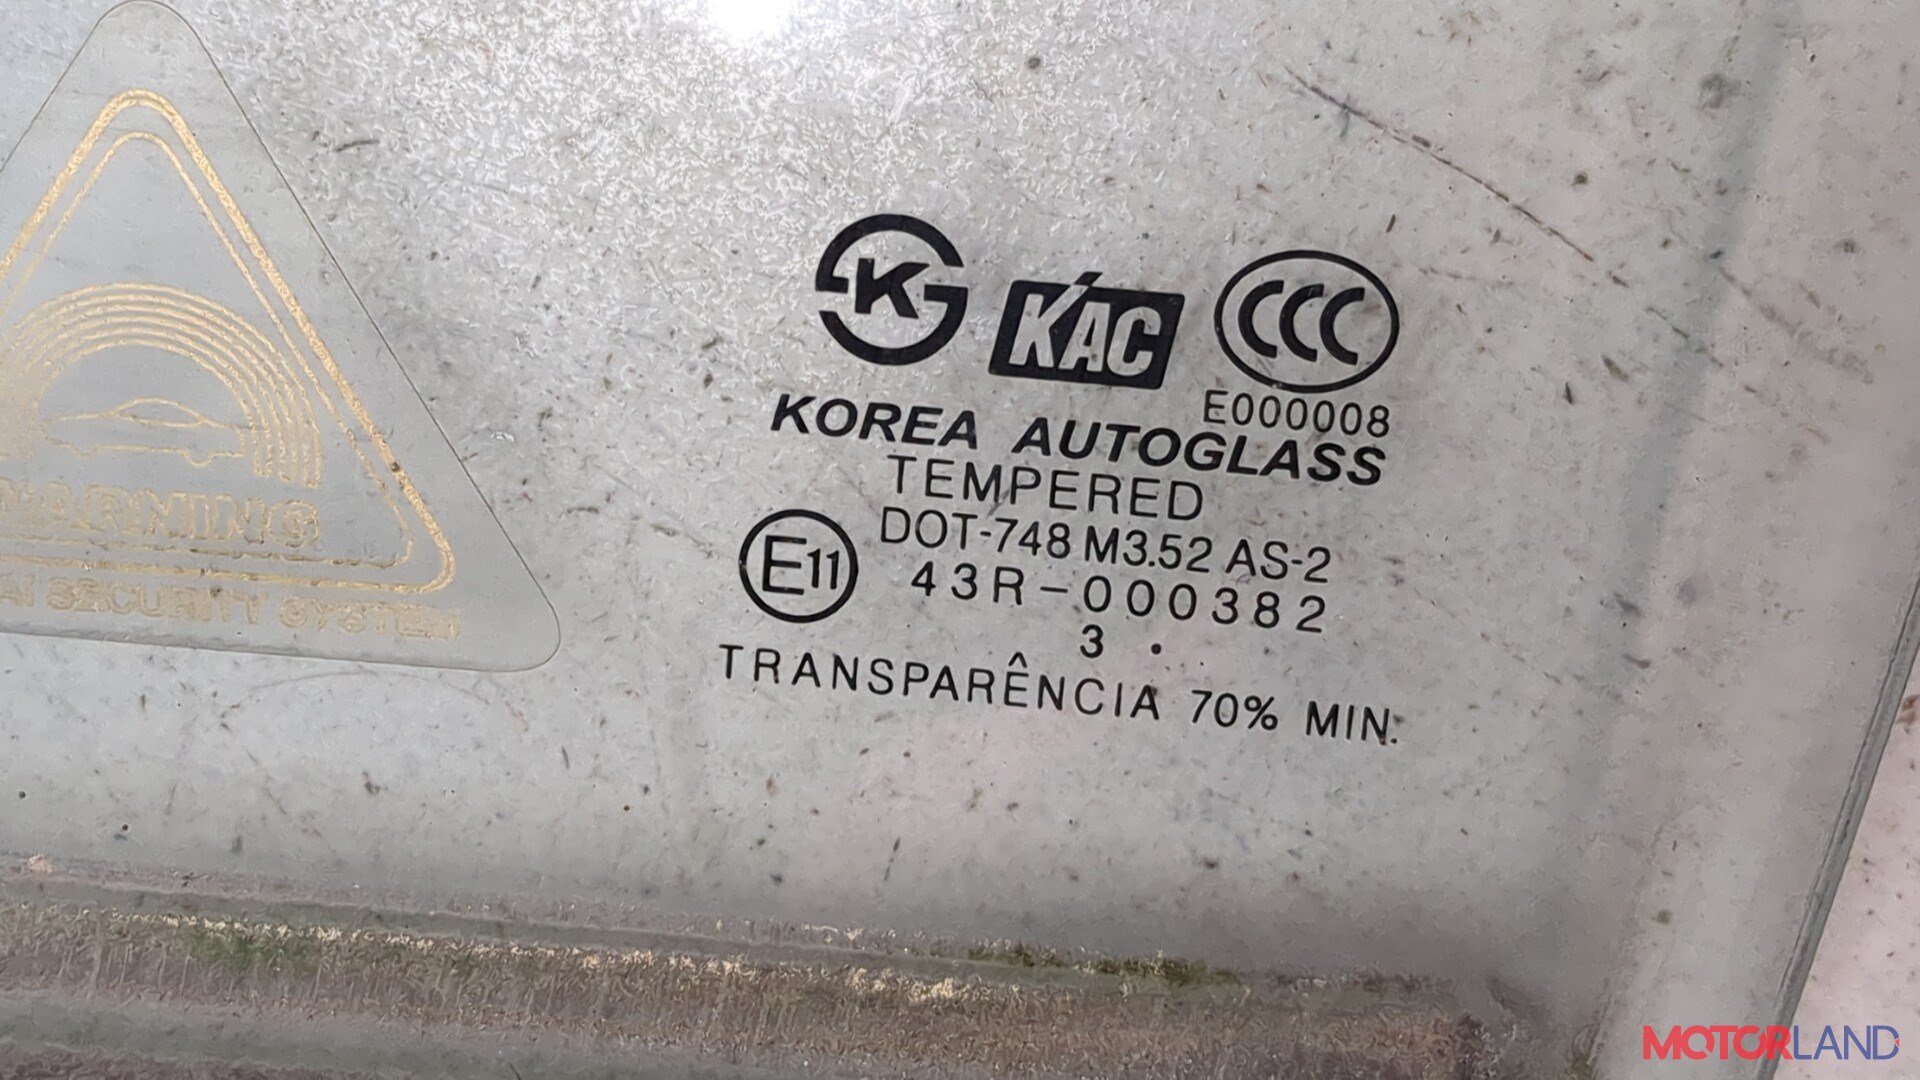 K
KAC
CCC
E000008
KOREA AUTOGLASS
TEMPERED
DOT-748 M3.52 AS-2
E11
43R-000382
3 .
TRANSPARÊNCIA 70% MIN.
WARNING
SECURITY SYSTEM
MOTORLAND